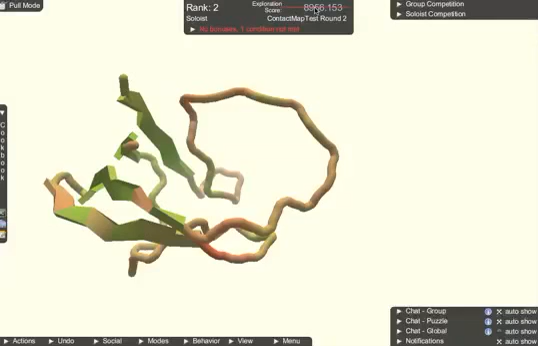 Pull Mode
Rank: 2
Exploration
Score:
8966.153
Soloist
ContactMapTest Round 2
▶ No bonuses, 1 condition not met
▶ Group Competition
▶ Soloist Competition
Cookbook
▶ Chat - Group auto show
▶ Chat - Puzzle auto show
▶ Chat - Global auto show
▶ Notifications auto show
▶ Actions ▶ Undo ▶ Social ▶ Modes ▶ Behavior ▶ View ▶ Menu